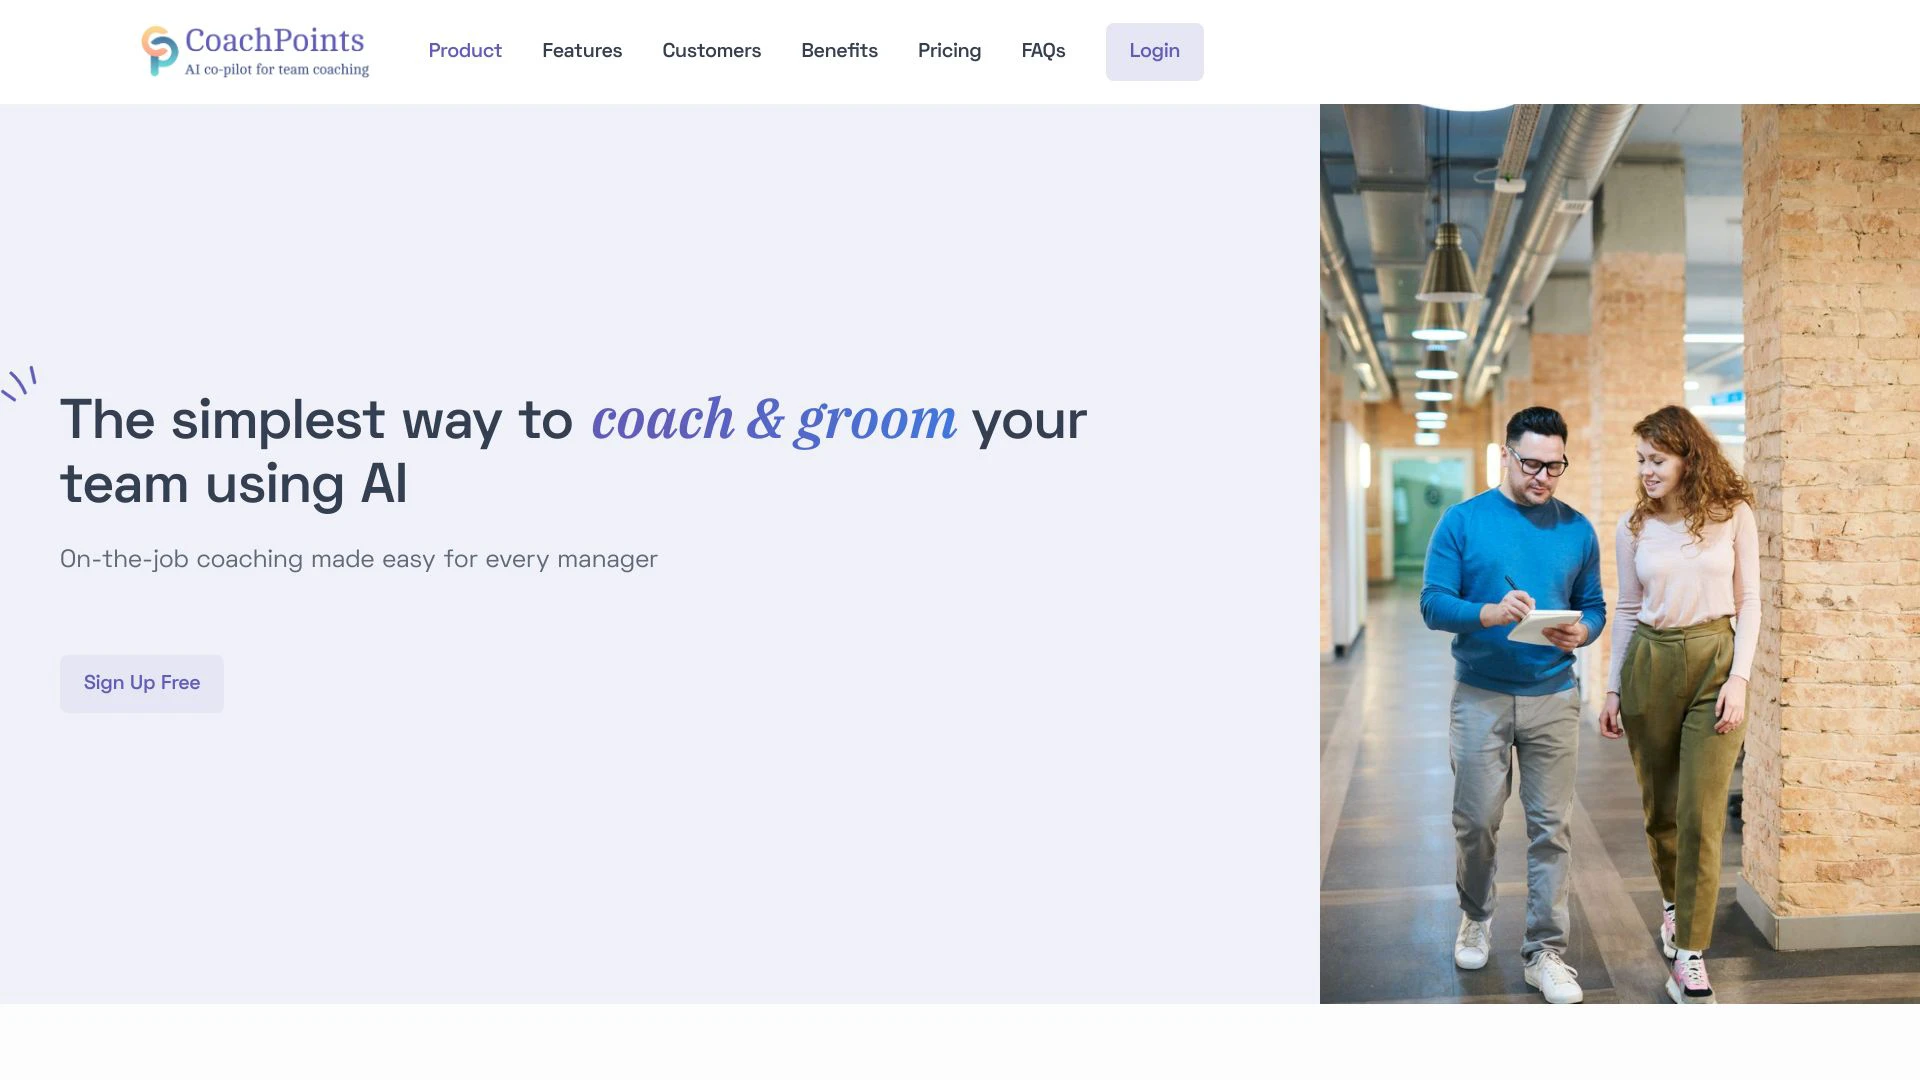 CoachPoints
AI co-pilot for team coaching
Product
Features
Customers
Benefits
Pricing
FAQs
Login
The simplest way to coach & groom your
team using AI
On-the-job coaching made easy for every manager
Sign Up Free